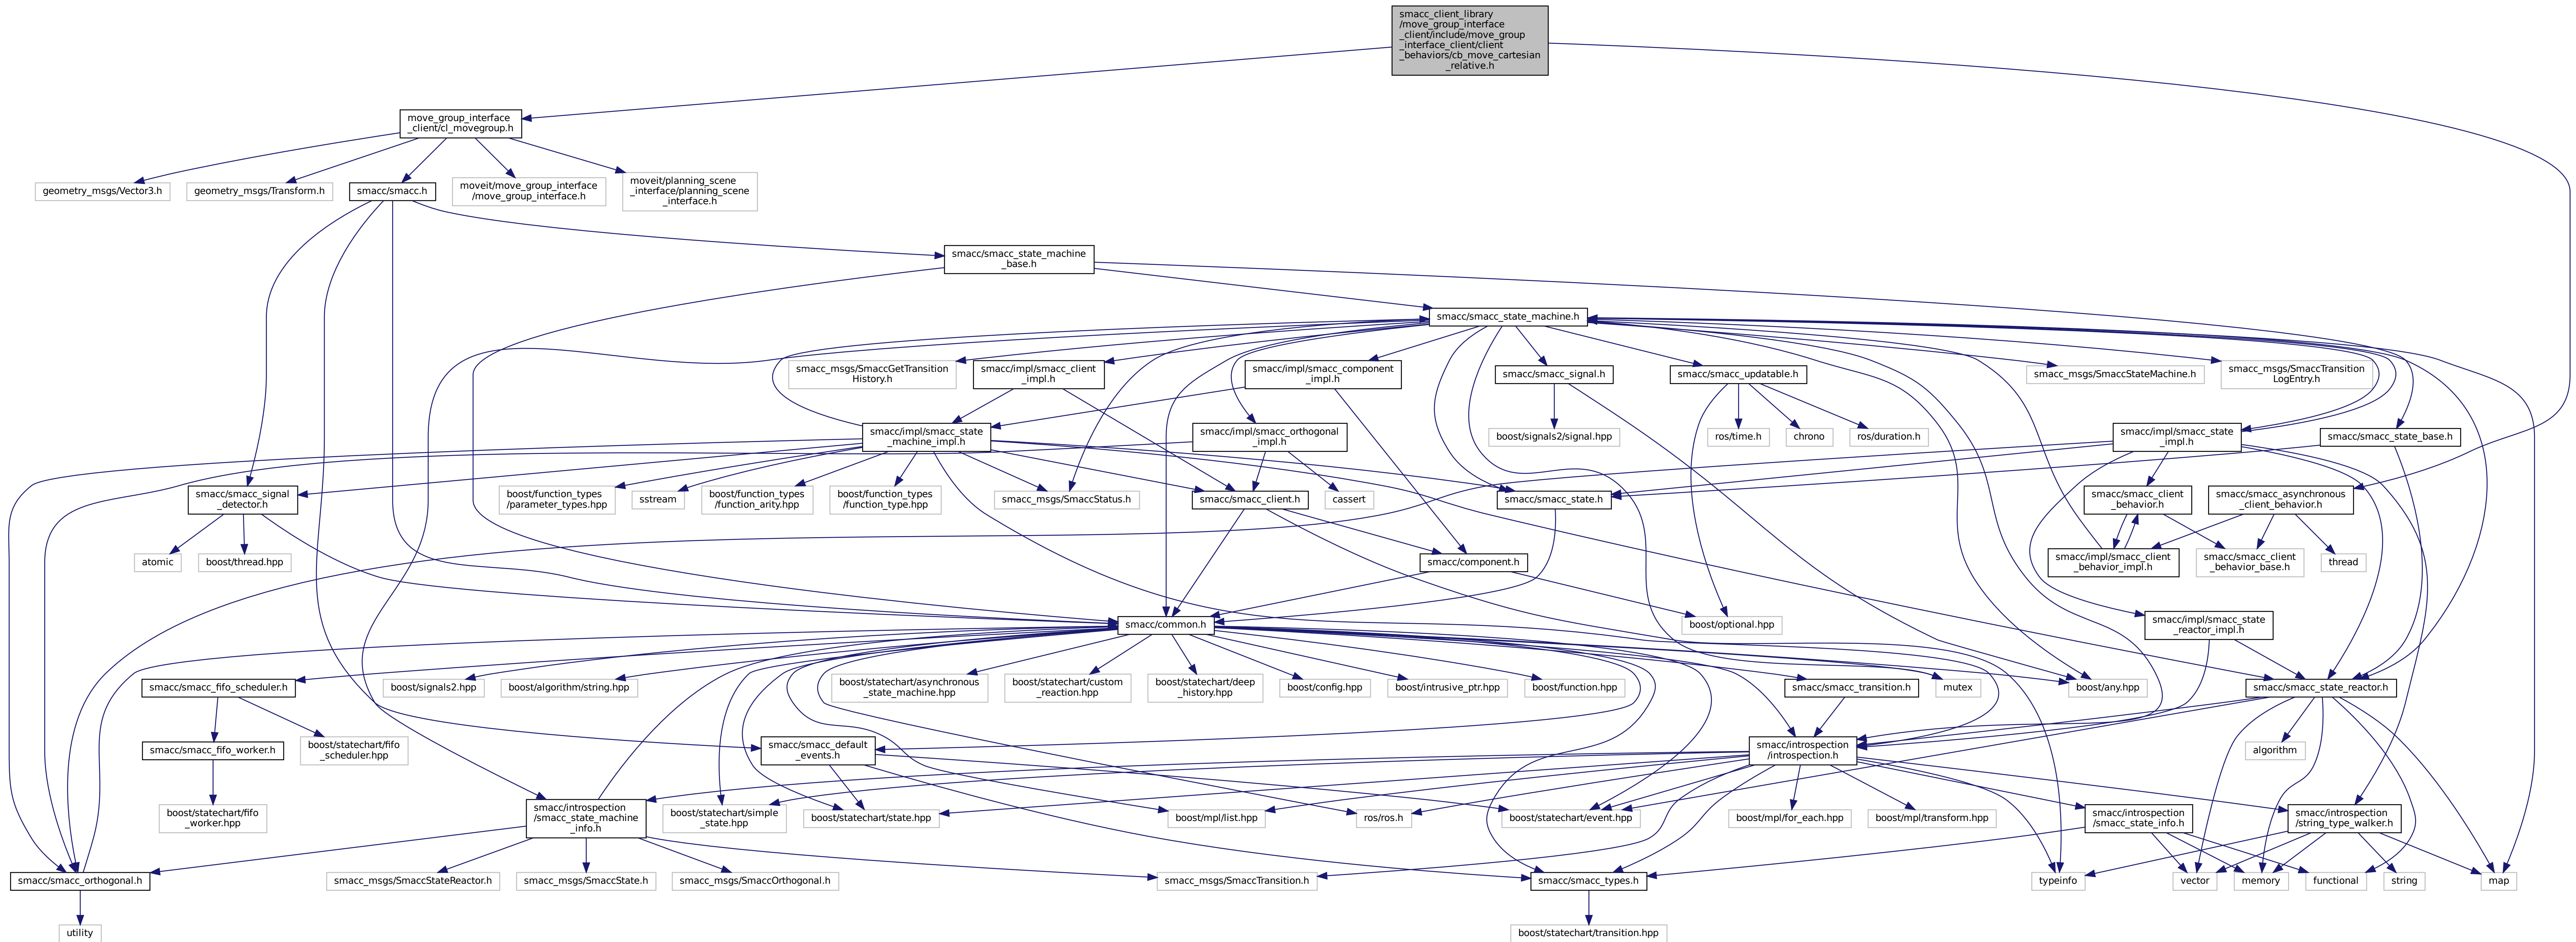 smacc_client_library
/move_group_interface
_client/include/move_group
_interface_client/client
_behaviors/cb_move_cartesian
_relative.h
move_group_interface
_client/cl_movegroup.h
geometry_msgs/Vector3.h
geometry_msgs/Transform.h
smacc/smacc.h
moveit/move_group_interface
/move_group_interface.h
moveit/planning_scene
_interface/planning_scene
_interface.h
smacc/smacc_state_machine
_base.h
smacc/smacc_state_machine.h
smacc_msgs/SmaccGetTransition
History.h
smacc/impl/smacc_client
_impl.h
smacc/impl/smacc_component
_impl.h
smacc/smacc_signal.h
smacc/smacc_updatable.h
smacc_msgs/SmaccStateMachine.h
smacc_msgs/SmaccTransition
LogEntry.h
smacc/impl/smacc_state
_machine_impl.h
smacc/impl/smacc_orthogonal
_impl.h
boost/signals2/signal.hpp
ros/time.h
chrono
ros/duration.h
smacc/impl/smacc_state
_impl.h
smacc/smacc_state_base.h
smacc/smacc_signal
_detector.h
boost/function_types
/parameter_types.hpp
sstream
boost/function_types
/function_arity.hpp
boost/function_types
/function_type.hpp
smacc_msgs/SmaccStatus.h
smacc/smacc_client.h
cassert
smacc/smacc_state.h
smacc/smacc_client
_behavior.h
smacc/smacc_asynchronous
_client_behavior.h
atomic
boost/thread.hpp
smacc/component.h
smacc/impl/smacc_client
_behavior_impl.h
smacc/smacc_client
_behavior_base.h
thread
smacc/common.h
boost/optional.hpp
smacc/impl/smacc_state
_reactor_impl.h
smacc/smacc_fifo_scheduler.h
boost/signals2.hpp
boost/algorithm/string.hpp
boost/statechart/asynchronous
_state_machine.hpp
boost/statechart/custom
_reaction.hpp
boost/statechart/deep
_history.hpp
boost/config.hpp
boost/intrusive_ptr.hpp
boost/function.hpp
smacc/smacc_transition.h
mutex
boost/any.hpp
smacc/smacc_state_reactor.h
smacc/smacc_fifo_worker.h
boost/statechart/fifo
_scheduler.hpp
smacc/smacc_default
_events.h
smacc/introspection
/introspection.h
algorithm
boost/statechart/fifo
_worker.hpp
smacc/introspection
/smacc_state_machine
_info.h
boost/statechart/simple
_state.hpp
boost/statechart/state.hpp
boost/mpl/list.hpp
ros/ros.h
boost/statechart/event.hpp
boost/mpl/for_each.hpp
boost/mpl/transform.hpp
smacc/introspection
/smacc_state_info.h
smacc/introspection
/string_type_walker.h
smacc/smacc_orthogonal.h
smacc_msgs/SmaccStateReactor.h
smacc_msgs/SmaccState.h
smacc_msgs/SmaccOrthogonal.h
smacc_msgs/SmaccTransition.h
smacc/smacc_types.h
typeinfo
vector
memory
functional
string
map
utility
boost/statechart/transition.hpp